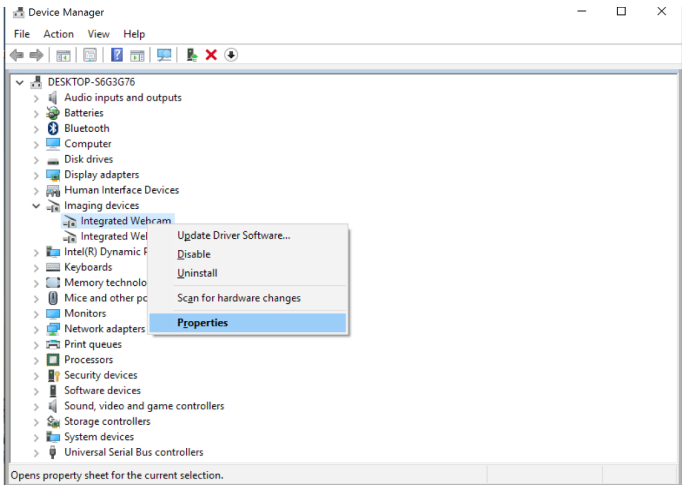 Device Manager
File Action View Help
DESKTOP-S6G3G76
Audio inputs and outputs
Batteries
Bluetooth
Computer
Disk drives
Display adapters
Human Interface Devices
Imaging devices
Integrated Webcam
Integrated Wel
Update Driver Software...
Disable
Uninstall
Scan for hardware changes
Properties
Intel(R) Dynamic P
Keyboards
Memory technolo
Mice and other po
Monitors
Network adapters
Print queues
Processors
Security devices
Software devices
Sound, video and game controllers
Storage controllers
System devices
Universal Serial Bus controllers
Opens property sheet for the current selection.